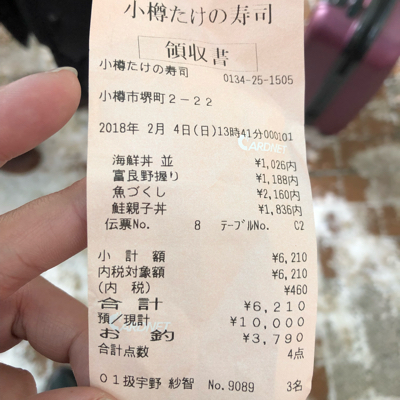 小樽たけの寿司
領収書
小樽たけの寿司 0134-25-1505
小樽市堺町2-22
2018年 2月 4日(日)13時41分000101
CARDNET
海鮮丼 並 ¥1,026内
富良野握り ¥1,188内
魚づくし ¥2,160内
鮭親子丼 ¥1,836内
伝票No. 8 テーブルNo. C2
小 計 額 ¥6,210
内税対象額 ¥6,210
(内 税) ¥460
合 計 ¥6,210
預/現計 ¥10,000
お 釣 ¥3,790
合計点数 4点
01扱宇野 紗智 No.9089 3名